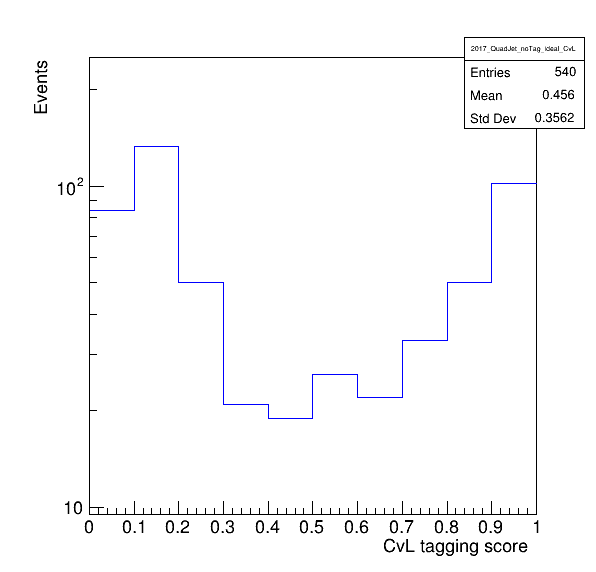 2017_QuadJet_noTag_ideal_CvL
Entries 540
Mean 0.456
Std Dev 0.3562
Events
10²
10
0 0.1 0.2 0.3 0.4 0.5 0.6 0.7 0.8 0.9 1
CvL tagging score